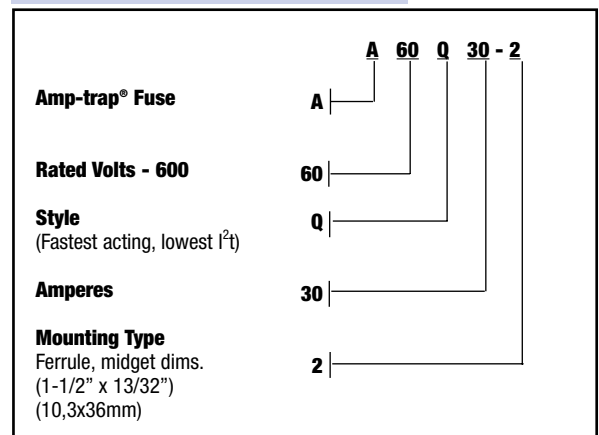 A 60 Q 30 - 2
Amp-trap® Fuse A
Rated Volts - 600 60
Style Q
(Fastest acting, lowest I²t)
Amperes 30
Mounting Type
Ferrule, midget dims. 2
(1-1/2” x 13/32”)
(10,3x36mm)